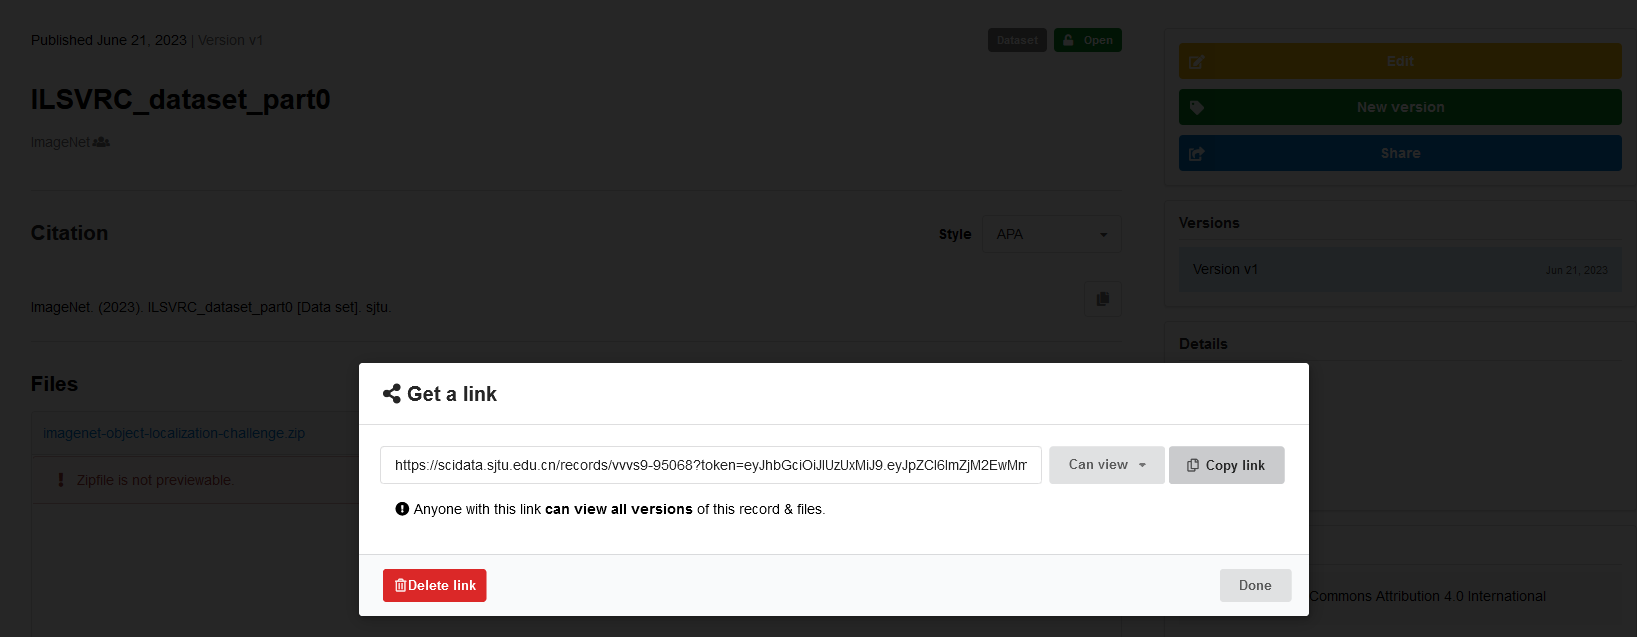 Published June 21, 2023 | Version v1
Dataset
Open
ILSVRC_dataset_part0
ImageNet
Citation
Style
APA
ImageNet. (2023). ILSVRC_dataset_part0 [Data set]. sjtu.
Files
imagenet-object-localization-challenge.zip
Zipfile is not previewable.
Edit
New version
Share
Versions
Version v1
Jun 21, 2023
Details
Commons Attribution 4.0 International
Get a link
https://scidata.sjtu.edu.cn/records/vvvs9-95068?token=eyJhbGciOiJIUzUxMiJ9.eyJpZCI6ImZjM2EwMm
Can view
Copy link
Anyone with this link can view all versions of this record & files.
Delete link
Done